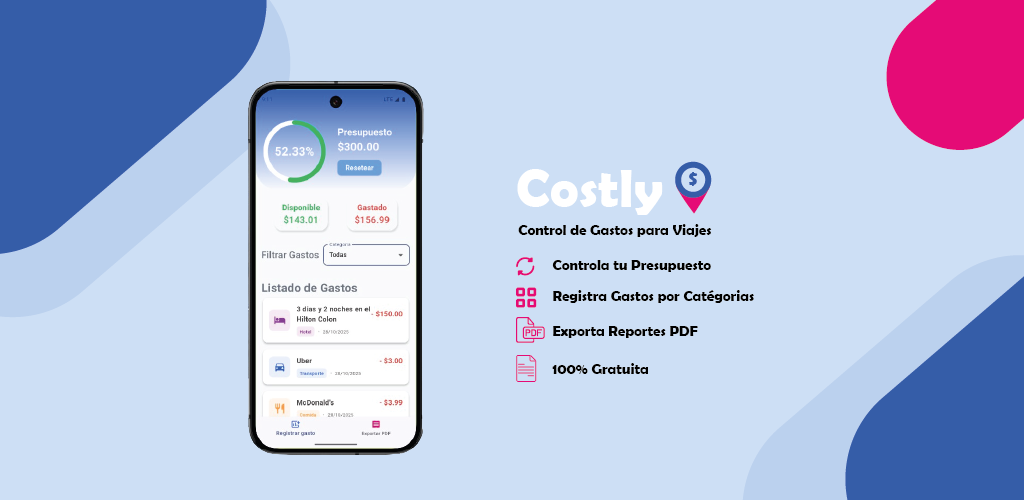 52.33%
Presupuesto
$300.00
Resetear
Disponible
$143.01
Gastado
$156.99
Filtrar Gastos
Categoria
Todas
Listado de Gastos
3 dias y 2 noches en el
Hilton Colon
- $150.00
Hotel - 28/10/2025
Uber
- $3.00
Transporte - 28/10/2025
McDonald's
- $3.99
Comida - 28/10/2025
Registrar gasto
Exportar PDF
Costly
$
Control de Gastos para Viajes
Controla tu Presupuesto
Registra Gastos por Catégorias
PDF
Exporta Reportes PDF
100% Gratuita